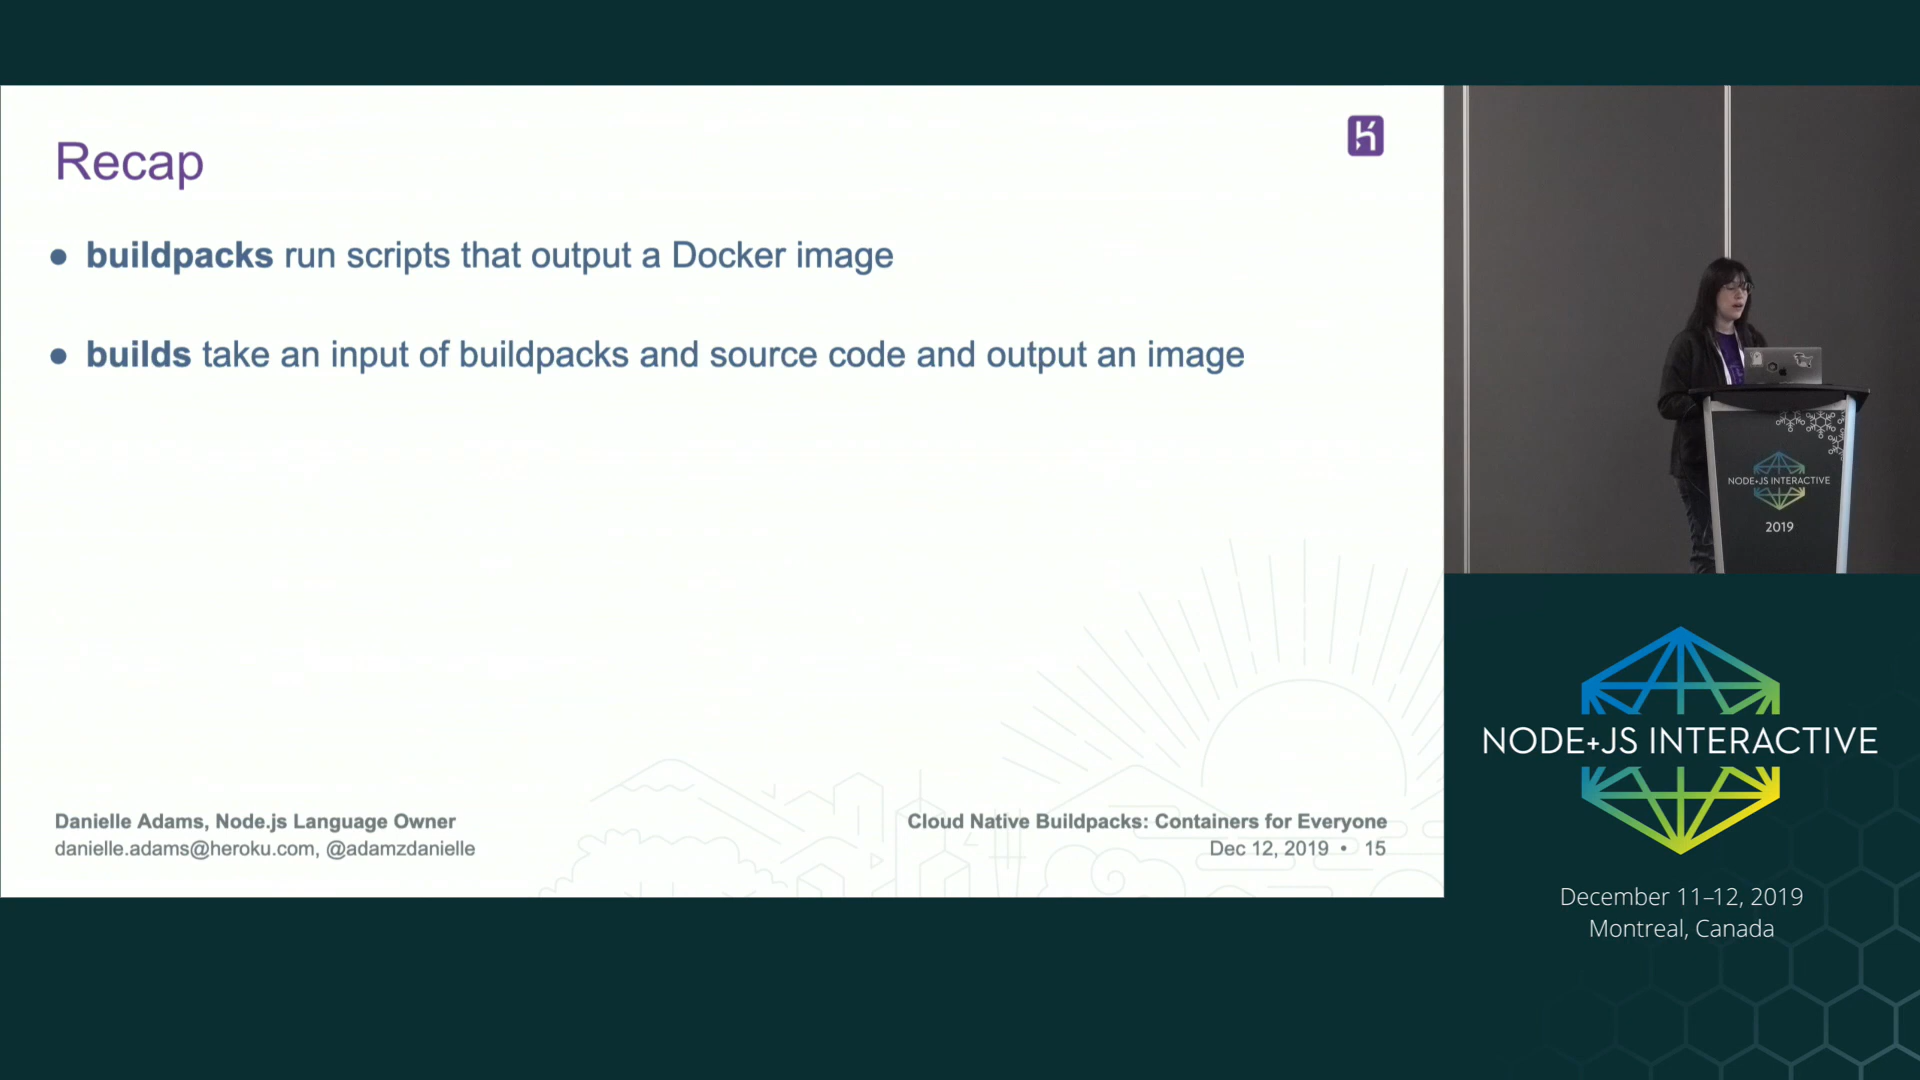 Recap
● buildpacks run scripts that output a Docker image
● builds take an input of buildpacks and source code and output an image
Danielle Adams, Node.js Language Owner
danielle.adams@heroku.com, @adamzdanielle
Cloud Native Buildpacks: Containers for Everyone
Dec 12, 2019 • 15
NODE+JS INTERACTIVE
2019
NODE+JS INTERACTIVE
December 11–12, 2019
Montreal, Canada